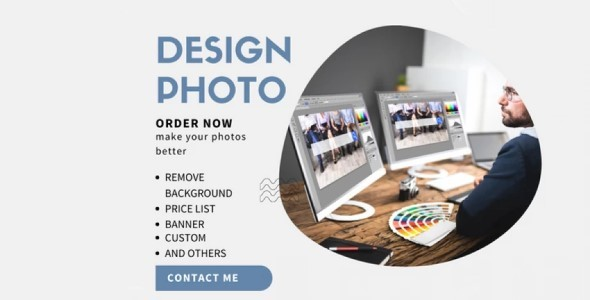 DESIGN
PHOTO
ORDER NOW
make your photos
better
REMOVE
BACKGROUND
PRICE LIST
BANNER
CUSTOM
AND OTHERS
CONTACT ME